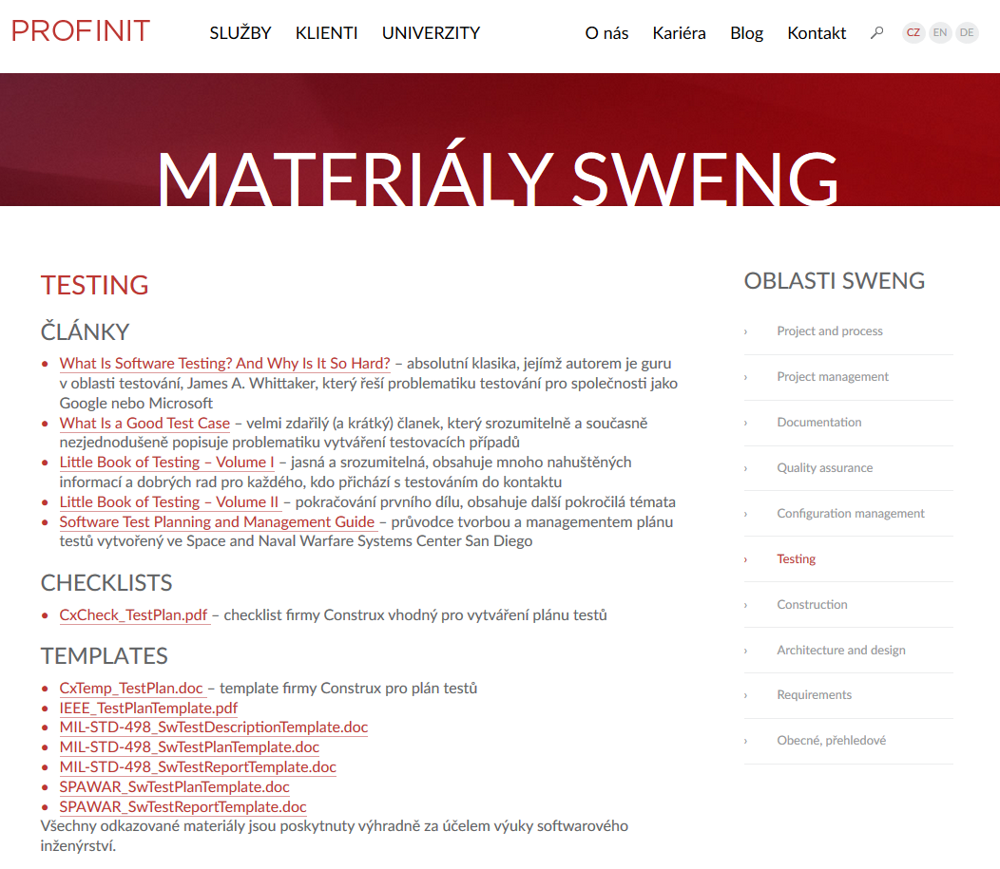 PROFINIT
SLUŽBY KLIENTI UNIVERZITY
O nás Kariéra Blog Kontakt
CZ EN DE
MATERIÁLY SWENG
TESTING
ČLÁNKY
• What Is Software Testing? And Why Is It So Hard? – absolutní klasika, jejímž autorem je guru
v oblasti testování, James A. Whittaker, který řeší problematiku testování pro společnosti jako
Google nebo Microsoft
• What Is a Good Test Case – velmi zdařilý (a krátký) článek, který srozumitelně a současně
nezjednodušeně popisuje problematiku vytváření testovacích případů
• Little Book of Testing – Volume I – jasná a srozumitelná, obsahuje mnoho nahuštěných
informací a dobrých rad pro každého, kdo přichází s testováním do kontaktu
• Little Book of Testing – Volume II – pokračování prvního dílu, obsahuje další pokročilá témata
• Software Test Planning and Management Guide – průvodce tvorbou a managementem plánu
testů vytvořený ve Space and Naval Warfare Systems Center San Diego
CHECKLISTS
• CxCheck_TestPlan.pdf – checklist firmy Construx vhodný pro vytváření plánu testů
TEMPLATES
• CxTemp_TestPlan.doc – template firmy Construx pro plán testů
• IEEE_TestPlanTemplate.pdf
• MIL-STD-498_SwTestDescriptionTemplate.doc
• MIL-STD-498_SwTestPlanTemplate.doc
• MIL-STD-498_SwTestReportTemplate.doc
• SPAWAR_SwTestPlanTemplate.doc
• SPAWAR_SwTestReportTemplate.doc
Všechny odkazované materiály jsou poskytnuty výhradně za účelem výuky softwarového
inženýrství.
OBLASTI SWENG
› Project and process
› Project management
› Documentation
› Quality assurance
› Configuration management
› Testing
› Construction
› Architecture and design
› Requirements
› Obecné, přehledové